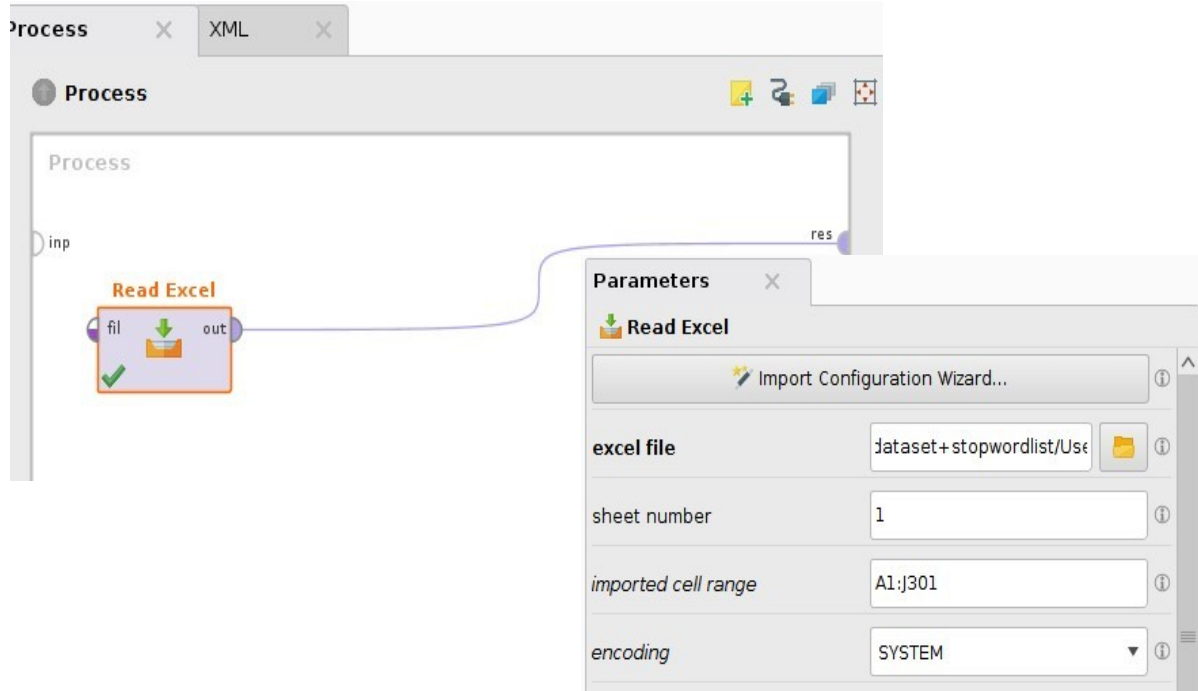 Process XML
Process
Process
inp
res
Read Excel
fil out
Parameters
Read Excel
Import Configuration Wizard...
excel file dataset+stopwordlist/Use
sheet number 1
imported cell range A1:J301
encoding SYSTEM